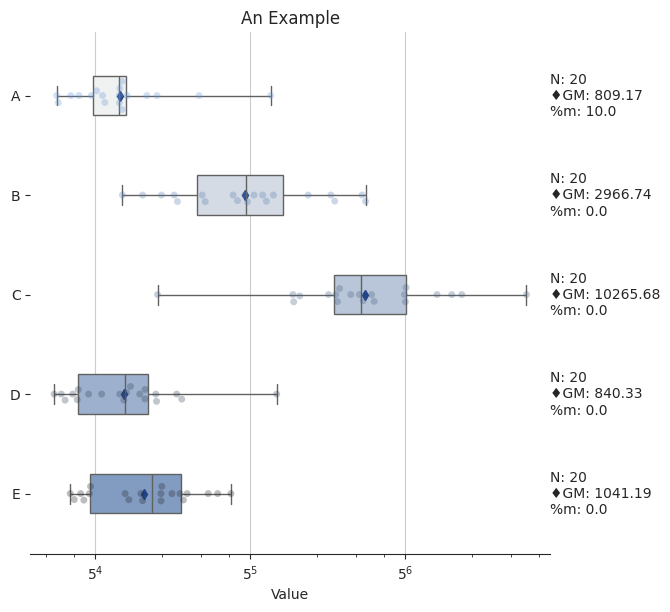 An Example
A
N: 20
♦GM: 809.17
%m: 10.0
B
N: 20
♦GM: 2966.74
%m: 0.0
C
N: 20
♦GM: 10265.68
%m: 0.0
D
N: 20
♦GM: 840.33
%m: 0.0
E
N: 20
♦GM: 1041.19
%m: 0.0
5⁴ 5⁵ 5⁶
Value